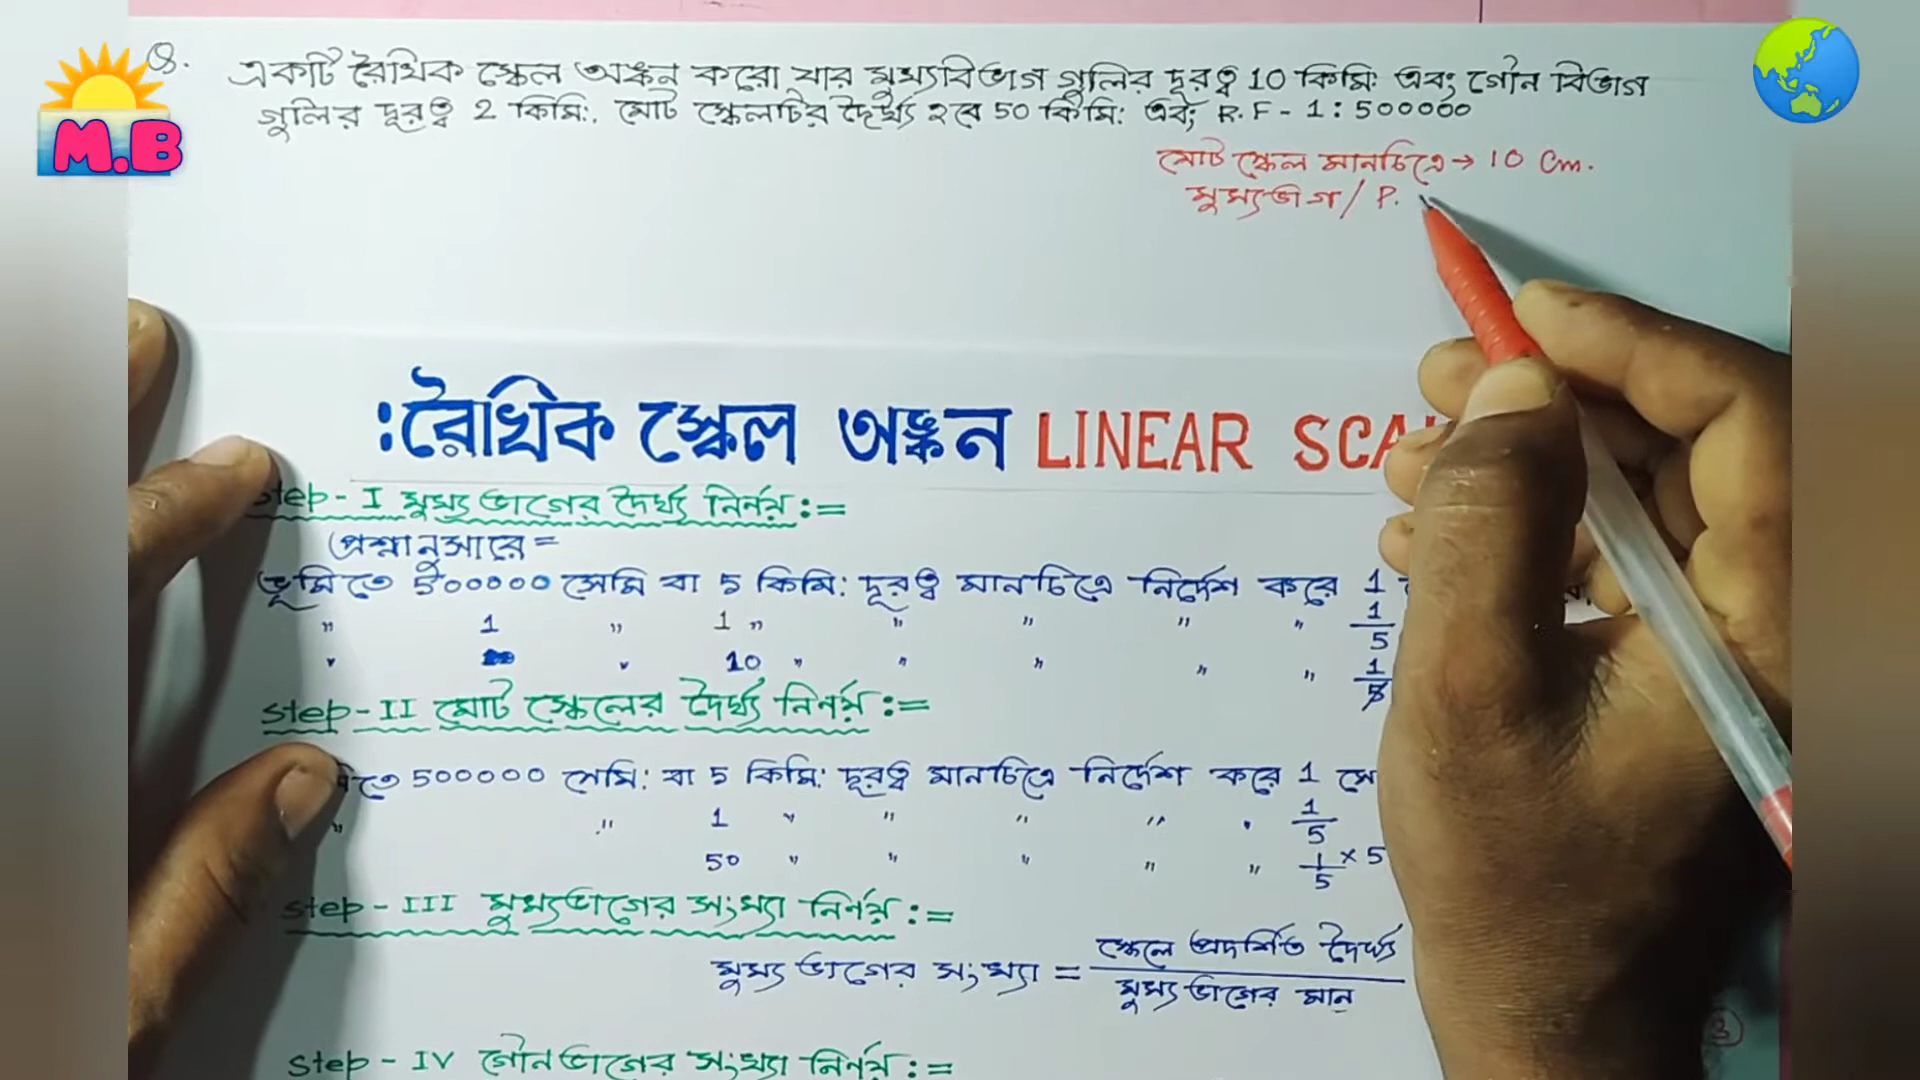 Q. একটি রৈখিক স্কেল অঙ্কন করো যার মুখ্যবিভাগ গুলির দূরত্ব 10 কিমি: এবং গৌন বিভাগ
গুলির দূরত্ব 2 কিমি:. মোট স্কেলটির দৈর্ঘ্য হবে 50 কিমি: এবং R.F - 1 : 500000
M.B
মোট স্কেল মানচিত্রে → 10 Cm.
মুখ্যভাগ / P.
:রৈখিক স্কেল অঙ্কন LINEAR
Step - I মুখ্য ভাগের দৈর্ঘ্য নির্নয় :=
প্রশ্নানুসারে =
ভূমিতে 500000 সেমি বা 5 কিমি: দূরত্ব মানচিত্রে নির্দেশ করে 1
" 1 " 1 " " " " " 1/5
" " 10 " " " " "
Step - II মোট স্কেলের দৈর্ঘ্য নির্ণয় :=
500000 সেমি: বা 5 কিমি: দূরত্ব মানচিত্রে নির্দেশ করে 1 সে
" " 1 " " " " " 1/5
50 " " " " " 1/5 × 5
Step - III মুখ্যভাগের সংখ্যা নির্ণয় :=
মুখ্য ভাগের সংখ্যা = স্কেলে প্রদর্শিত দৈর্ঘ্য / মুখ্যভাগের মান
Step - IV গৌনভাগের সংখ্যা নির্ণয় :=